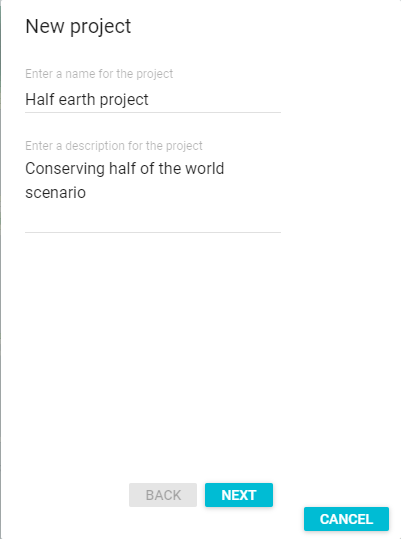 New project
Enter a name for the project
Half earth project
Enter a description for the project
Conserving half of the world
scenario
BACK
NEXT
CANCEL